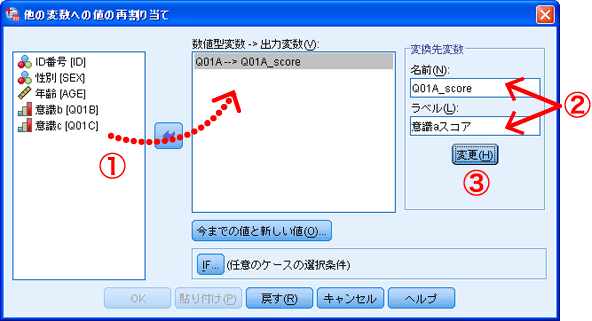 他の変数への値の再割り当て
ID番号 [ID]
性別 [SEX]
年齢 [AGE]
意識b [Q01B]
意識c [Q01C]
①
数値型変数 -> 出力変数(V):
Q01A --> Q01A_score
変換先変数
名前(N):
Q01A_score
ラベル(L):
意識aスコア
②
変更(H)
③
今までの値と新しい値(O)...
IF... (任意のケースの選択条件)
OK 貼り付け(P) 戻す(R) キャンセル ヘルプ